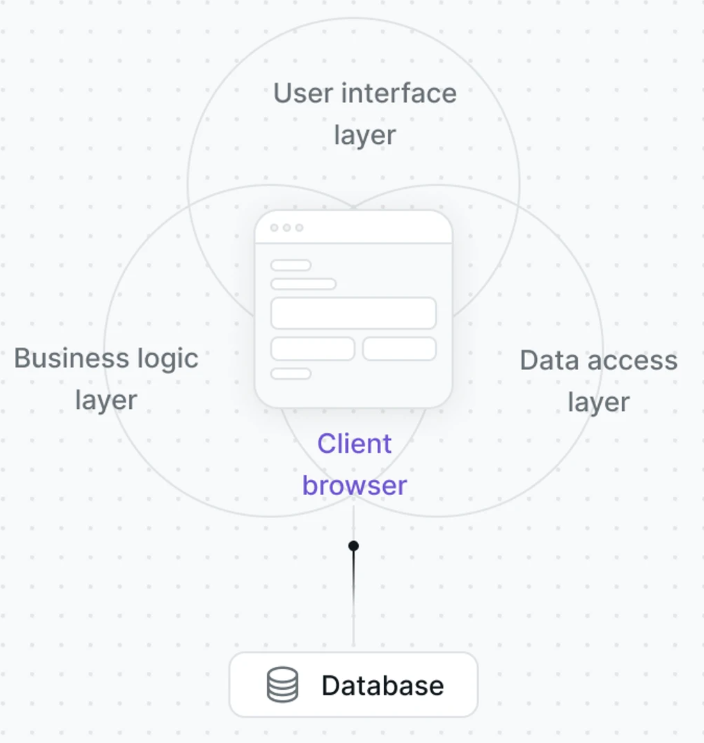 User interface
layer
Business logic
layer
Data access
layer
Client
browser
Database